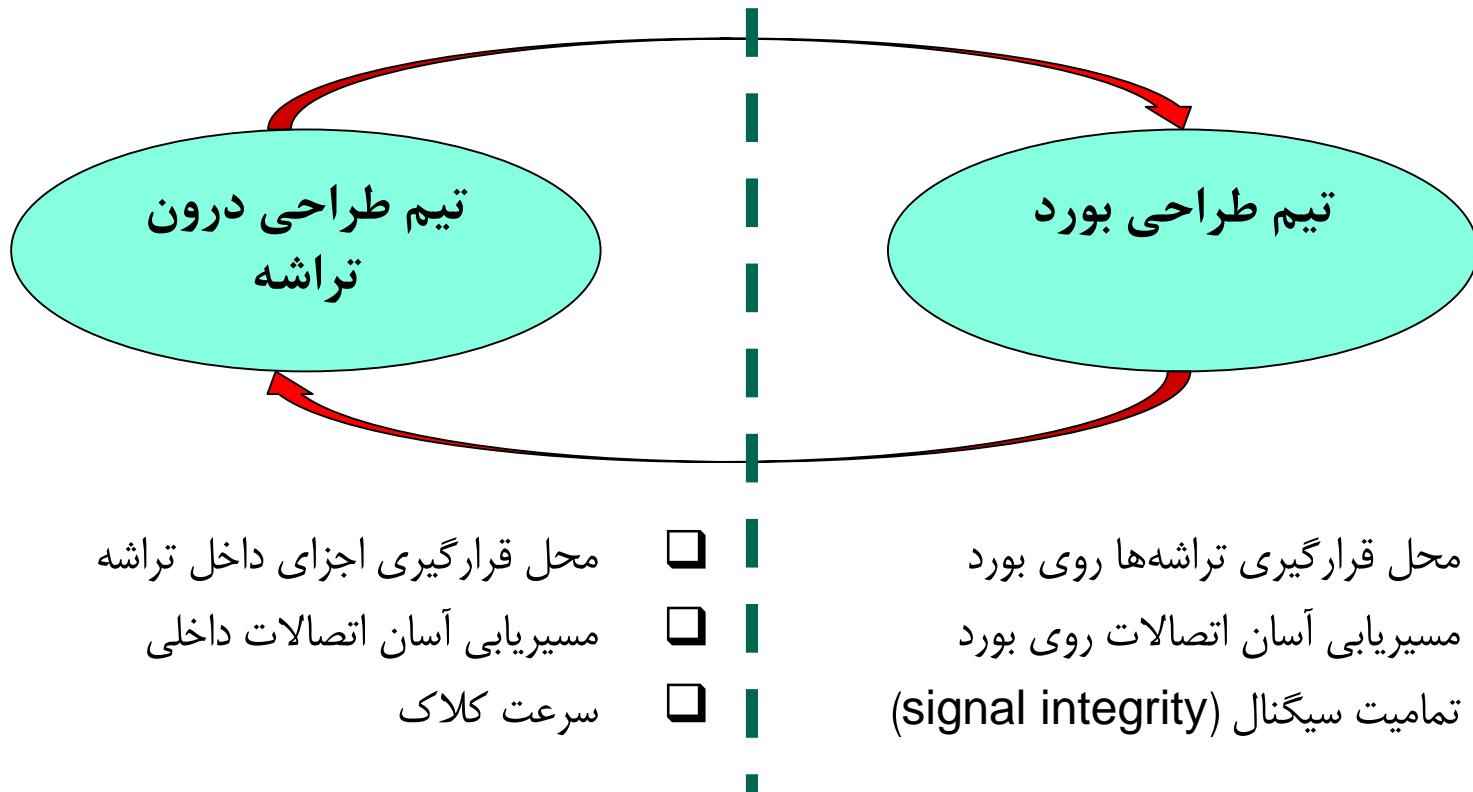 تیم طراحی بورد
تیم طراحی درون
تراشه
محل قرارگیری تراشه‌ها روی بورد
مسیریابی آسان اتصالات روی بورد
تمامیت سیگنال (signal integrity)
❑ محل قرارگیری اجزای داخل تراشه
❑ مسیریابی آسان اتصالات داخلی
❑ سرعت کلاک